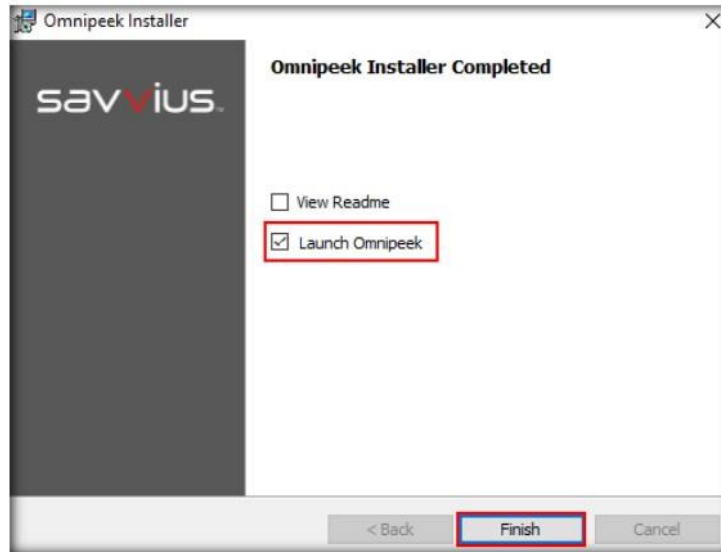 Omnipeek Installer
savvius
Omnipeek Installer Completed
View Readme
Launch Omnipeek
< Back
Finish
Cancel